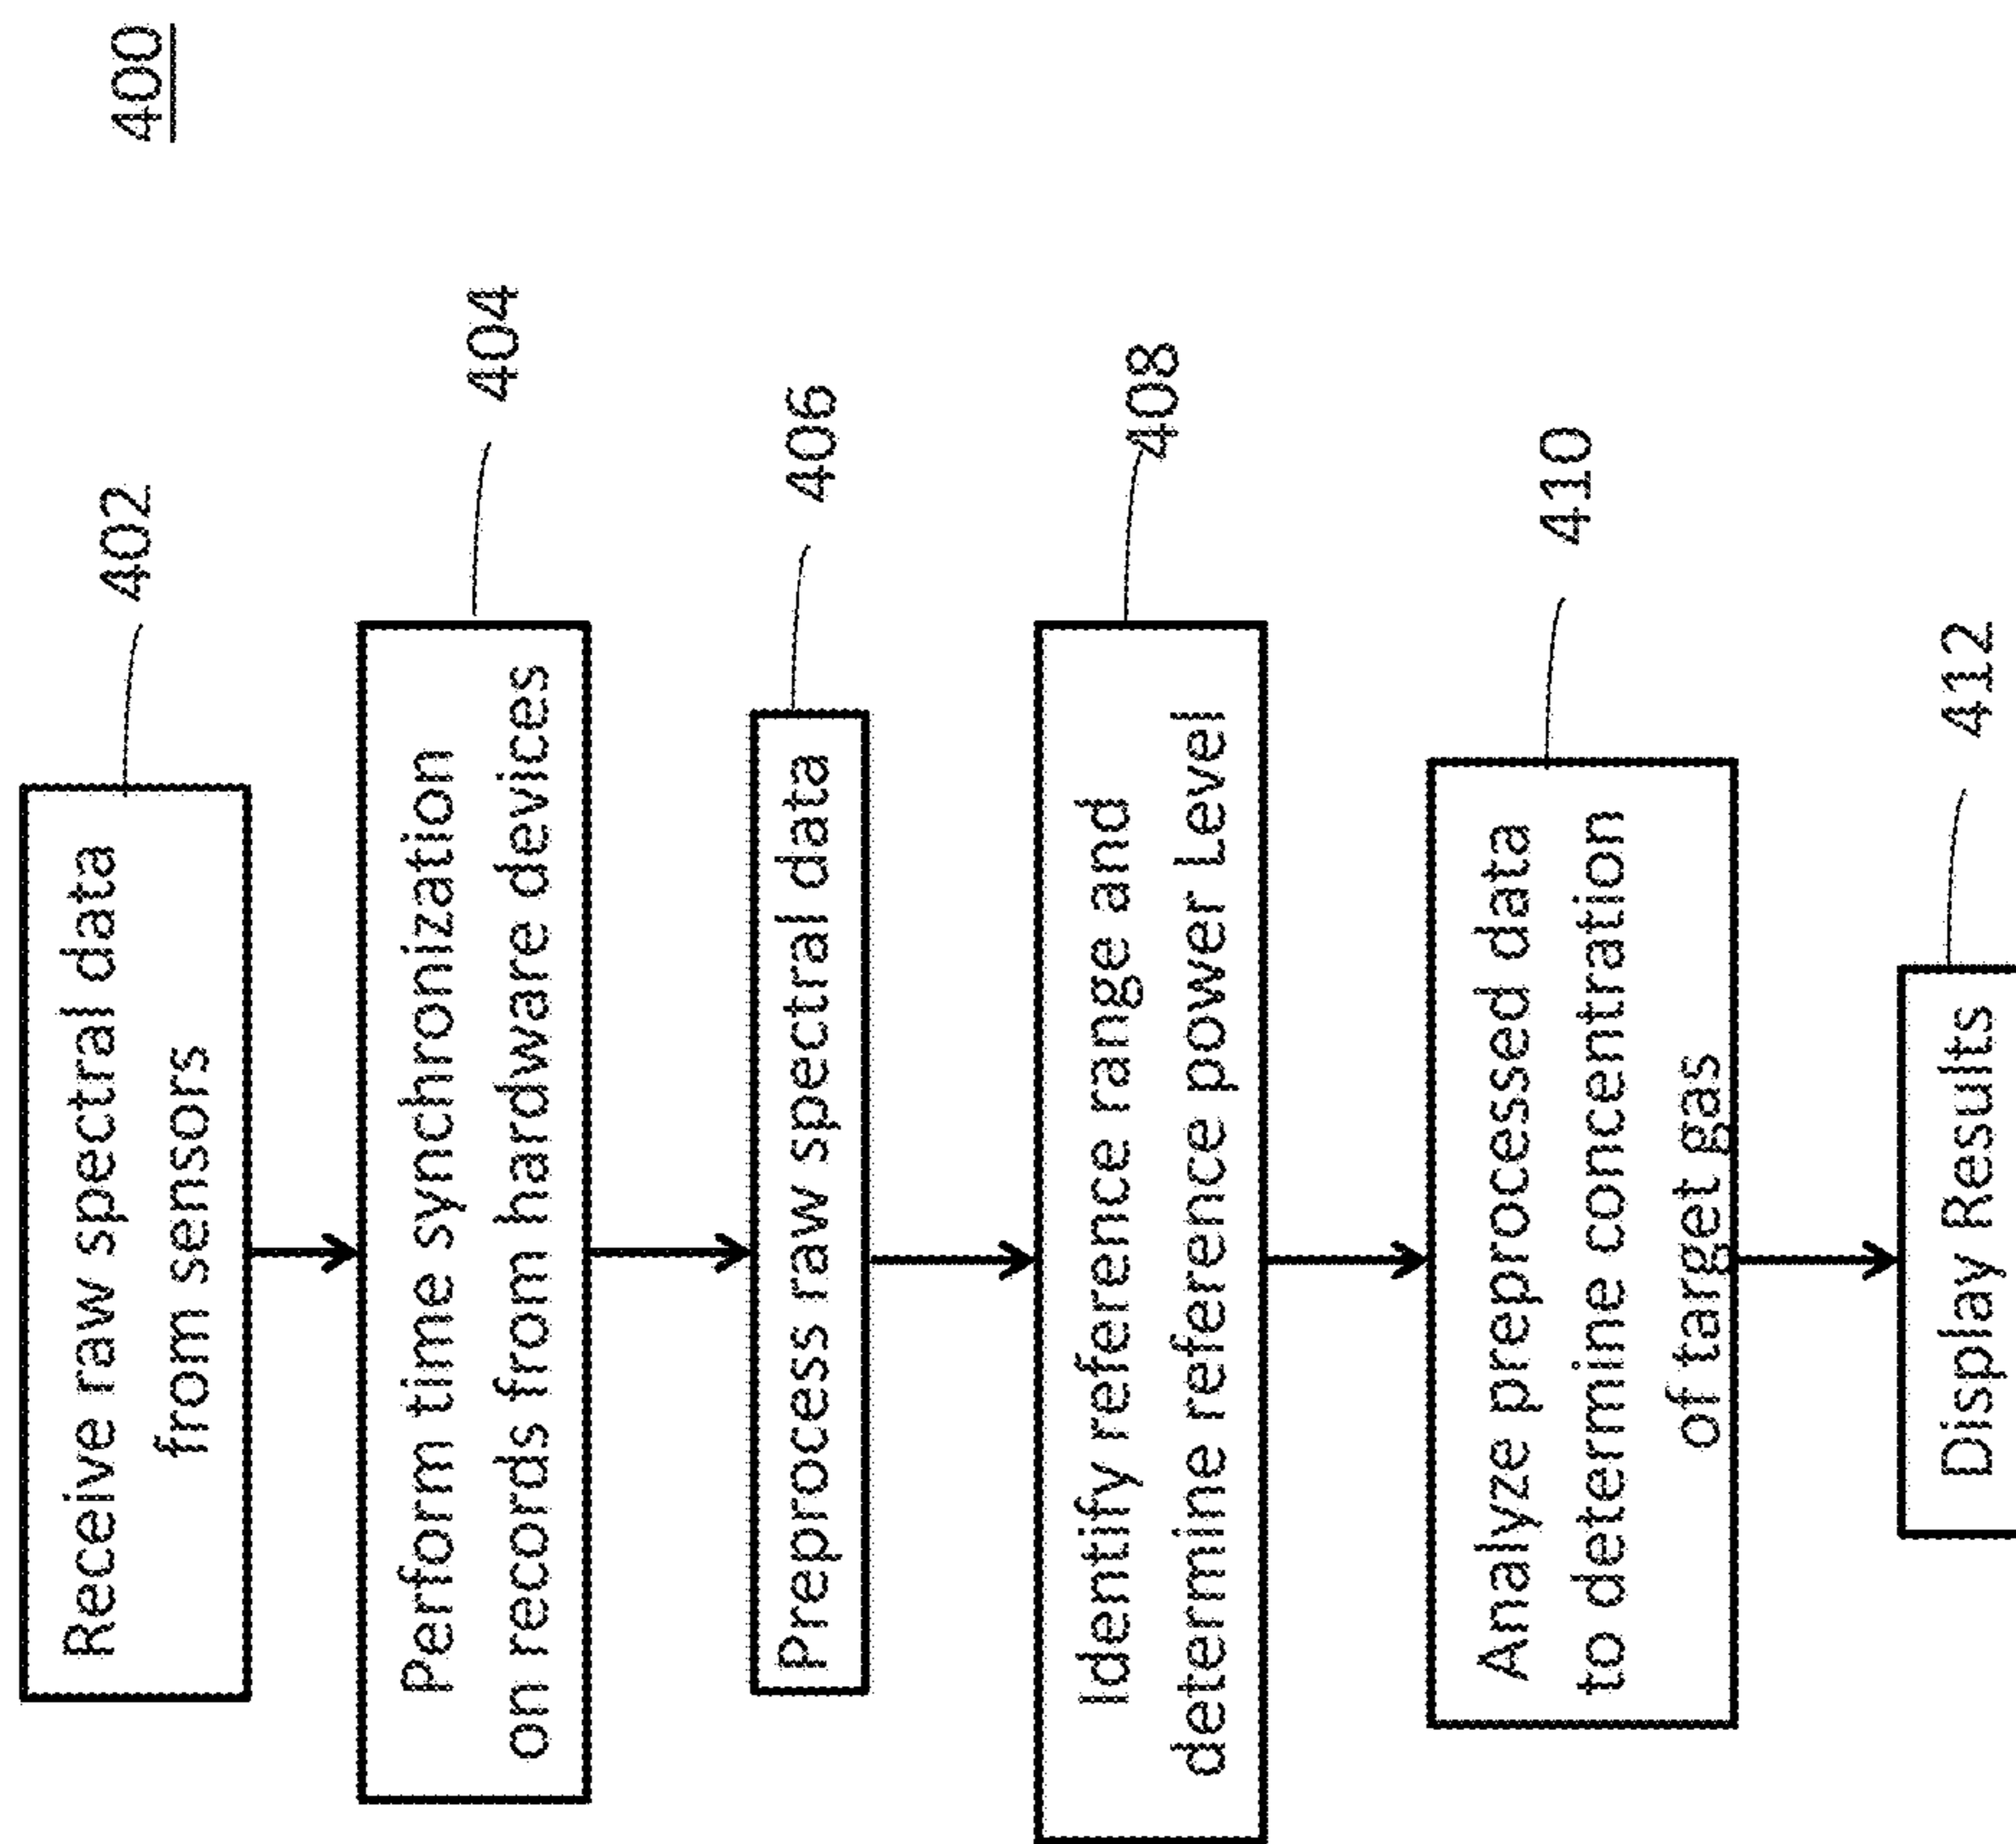 400
Receive raw spectral data
from sensors
402
Perform time synchronization
on records from hardware devices
404
Preprocess raw spectral data
406
Identify reference range and
determine reference power Level
408
Analyze preprocessed data
to determine concentration
of target gas
410
Display Results
412